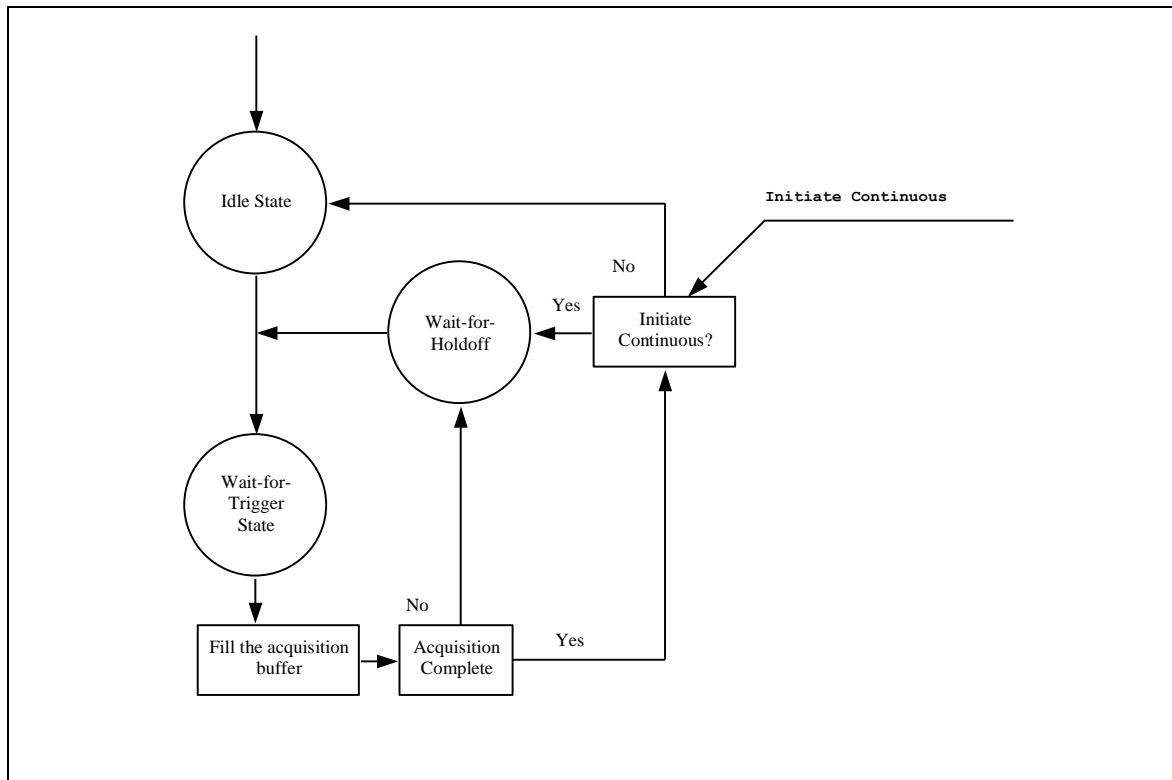 Idle State
Initiate Continuous
No
Yes
Wait-for-
Holdoff
Initiate
Continuous?
Wait-for-
Trigger
State
No
Yes
Fill the acquisition
buffer
Acquisition
Complete